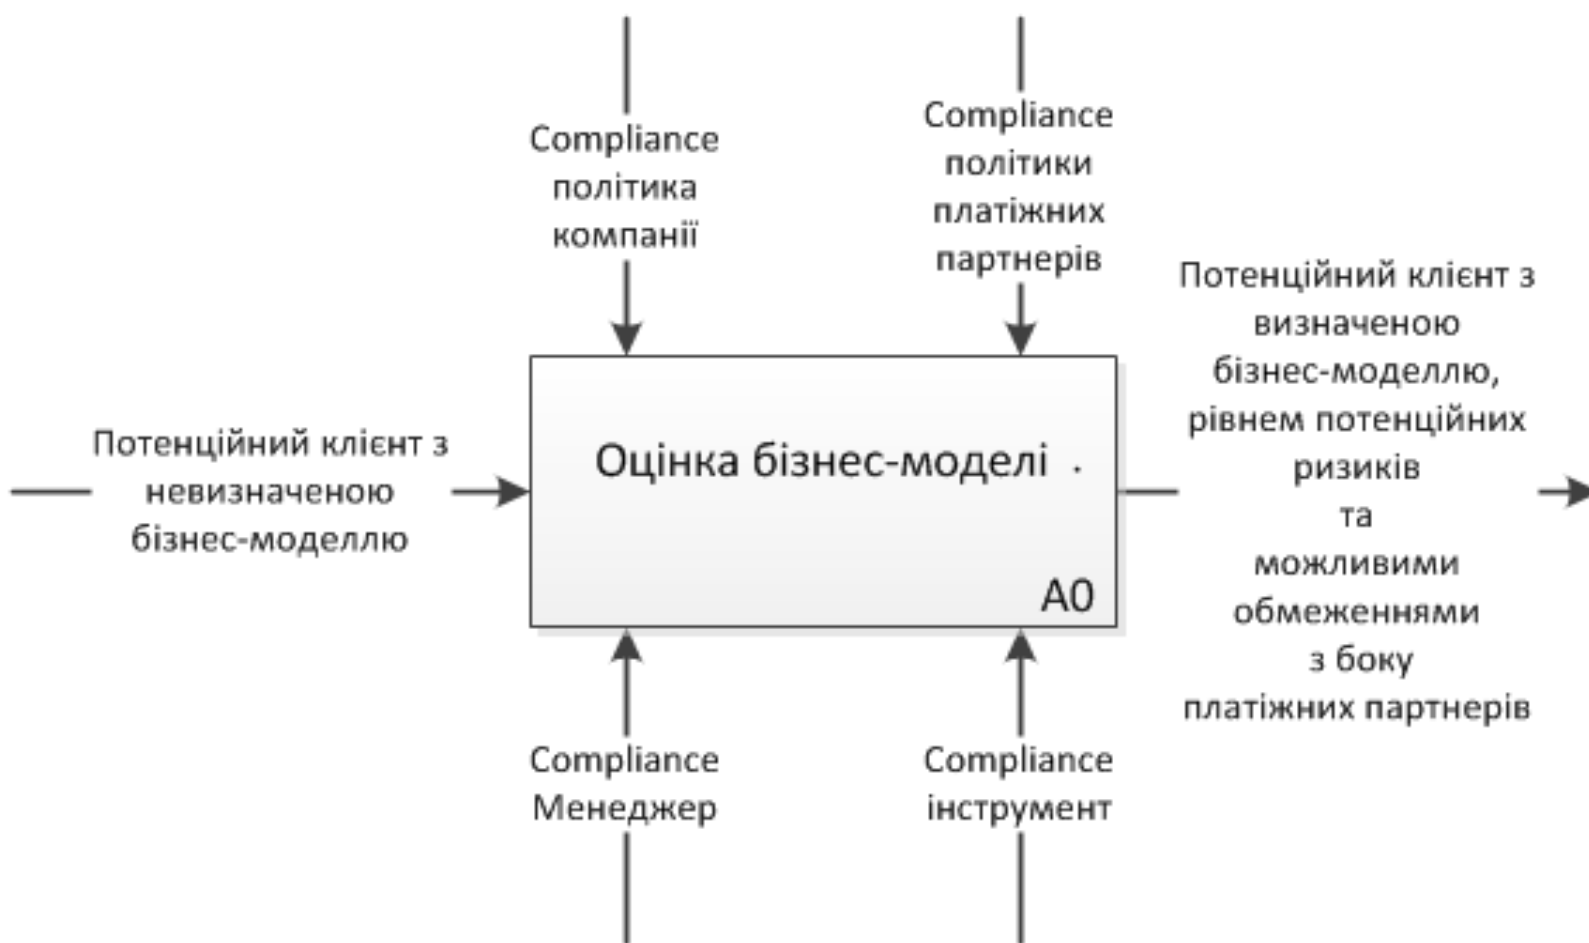 Compliance
політика
компанії
Compliance
політики
платіжних
партнерів
Потенційний клієнт з
невизначеною
бізнес-моделлю
Оцінка бізнес-моделі .
A0
Потенційний клієнт з
визначеною
бізнес-моделлю,
рівнем потенційних
ризиків
та
можливими
обмеженнями
з боку
платіжних партнерів
Compliance
Менеджер
Compliance
інструмент